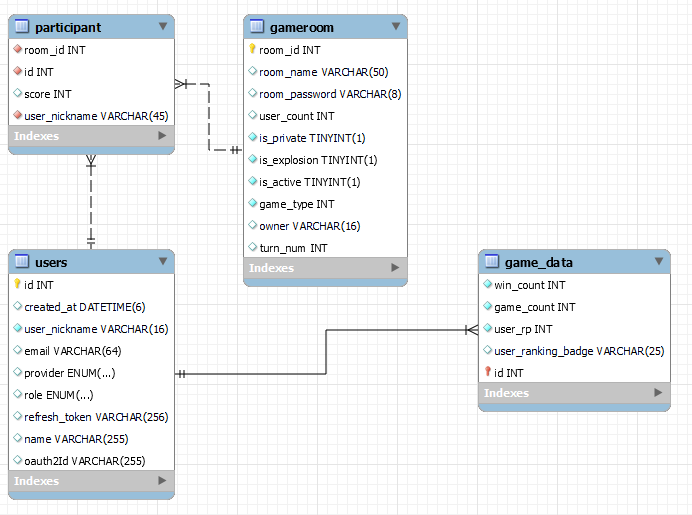 participant
room_id INT
id INT
score INT
user_nickname VARCHAR(45)
Indexes
gameroom
room_id INT
room_name VARCHAR(50)
room_password VARCHAR(8)
user_count INT
is_private TINYINT(1)
is_explosion TINYINT(1)
is_active TINYINT(1)
game_type INT
owner VARCHAR(16)
turn_num INT
Indexes
users
id INT
created_at DATETIME(6)
user_nickname VARCHAR(16)
email VARCHAR(64)
provider ENUM(...)
role ENUM(...)
refresh_token VARCHAR(256)
name VARCHAR(255)
oauth2Id VARCHAR(255)
Indexes
game_data
win_count INT
game_count INT
user_rp INT
user_ranking_badge VARCHAR(25)
id INT
Indexes